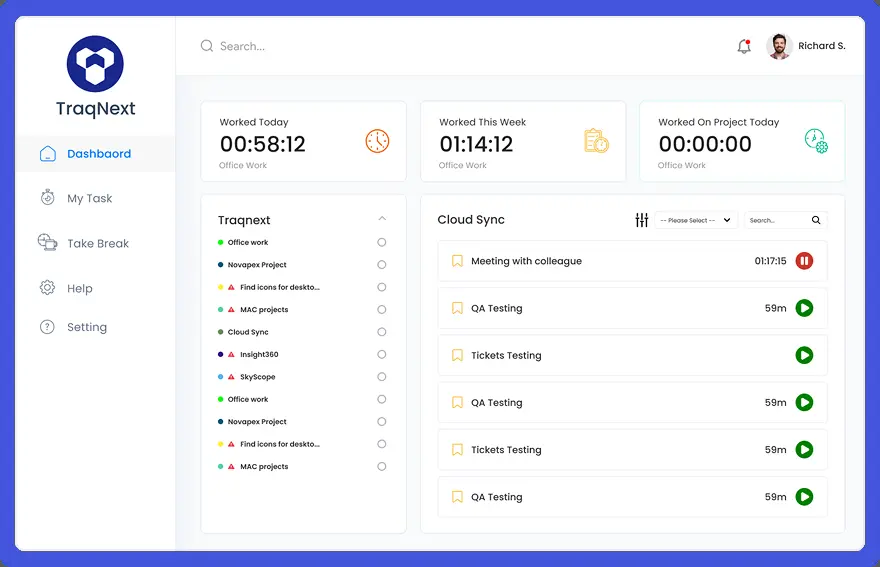 TraqNext
Dashbaord
My Task
Take Break
Help
Setting
Search...
Richard S.
Worked Today
00:58:12
Office Work
Worked This Week
01:14:12
Office Work
Worked On Project Today
00:00:00
Office Work
Traqnext
Office work
Novapex Project
Find icons for deskto...
MAC projects
Cloud Sync
Insight360
SkyScope
Office work
Novapex Project
Find icons for deskto...
MAC projects
Cloud Sync
-- Please Select --
Search...
Meeting with colleague 01:17:15
QA Testing 59m
Tickets Testing
QA Testing 59m
Tickets Testing 59m
QA Testing 59m